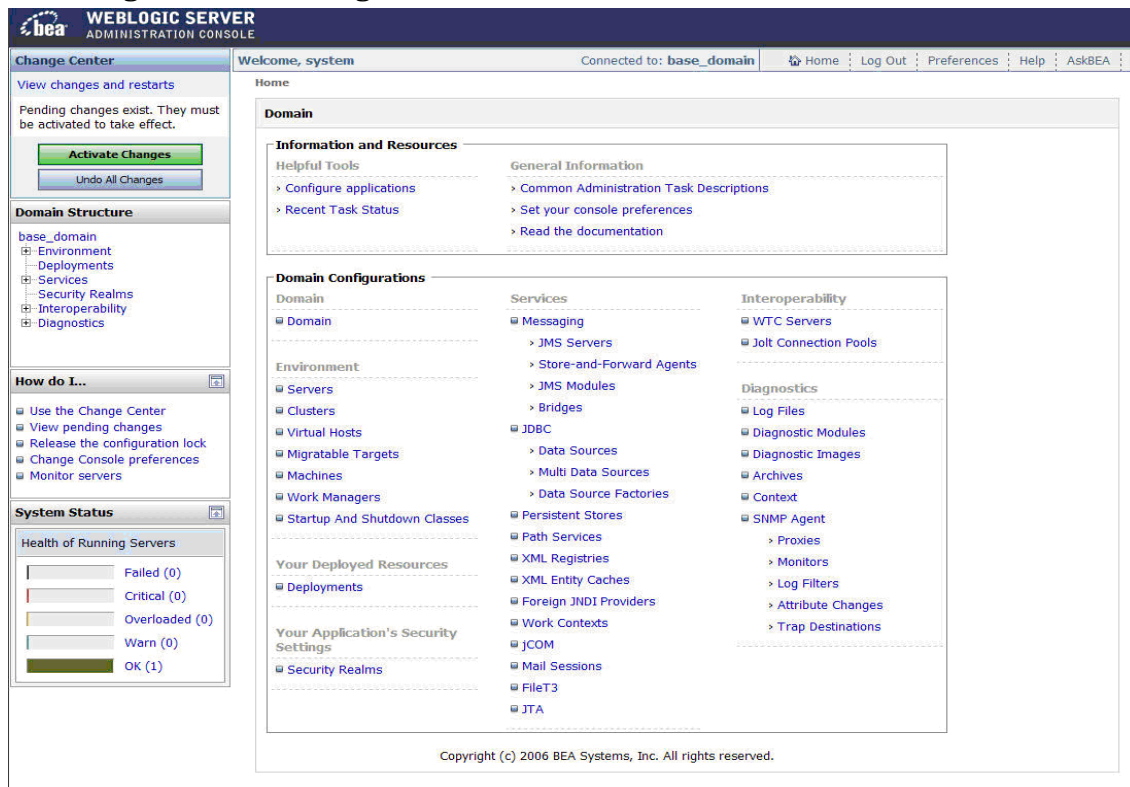 bea WEBLOGIC SERVER
ADMINISTRATION CONSOLE
Change Center
View changes and restarts
Pending changes exist. They must
be activated to take effect.
Activate Changes
Undo All Changes
Domain Structure
base_domain
Environment
Deployments
Services
Security Realms
Interoperability
Diagnostics
How do I...
Use the Change Center
View pending changes
Release the configuration lock
Change Console preferences
Monitor servers
System Status
Health of Running Servers
Failed (0)
Critical (0)
Overloaded (0)
Warn (0)
OK (1)
Welcome, system Connected to: base_domain Home Log Out Preferences Help AskBEA
Home
Domain
Information and Resources
Helpful Tools
› Configure applications
› Recent Task Status
General Information
› Common Administration Task Descriptions
› Set your console preferences
› Read the documentation
Domain Configurations
Domain
Domain
Environment
Servers
Clusters
Virtual Hosts
Migratable Targets
Machines
Work Managers
Startup And Shutdown Classes
Your Deployed Resources
Deployments
Your Application's Security
Settings
Security Realms
Services
Messaging
› JMS Servers
› Store-and-Forward Agents
› JMS Modules
› Bridges
JDBC
› Data Sources
› Multi Data Sources
› Data Source Factories
Persistent Stores
Path Services
XML Registries
XML Entity Caches
Foreign JNDI Providers
Work Contexts
jCOM
Mail Sessions
FileT3
JTA
Interoperability
WTC Servers
Jolt Connection Pools
Diagnostics
Log Files
Diagnostic Modules
Diagnostic Images
Archives
Context
SNMP Agent
› Proxies
› Monitors
› Log Filters
› Attribute Changes
› Trap Destinations
Copyright (c) 2006 BEA Systems, Inc. All rights reserved.